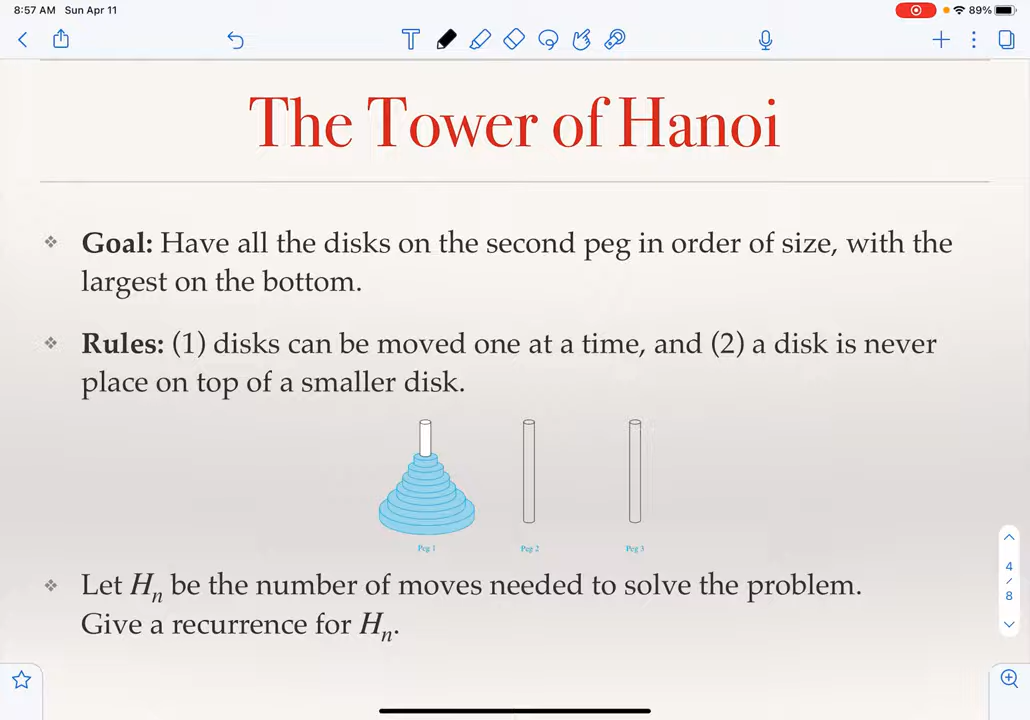 8:57 AM Sun Apr 11 89%
The Tower of Hanoi
❖ Goal: Have all the disks on the second peg in order of size, with the
largest on the bottom.
❖ Rules: (1) disks can be moved one at a time, and (2) a disk is never
place on top of a smaller disk.
Peg 1 Peg 2 Peg 3
❖ Let Hn be the number of moves needed to solve the problem.
Give a recurrence for Hn.
4
/
8